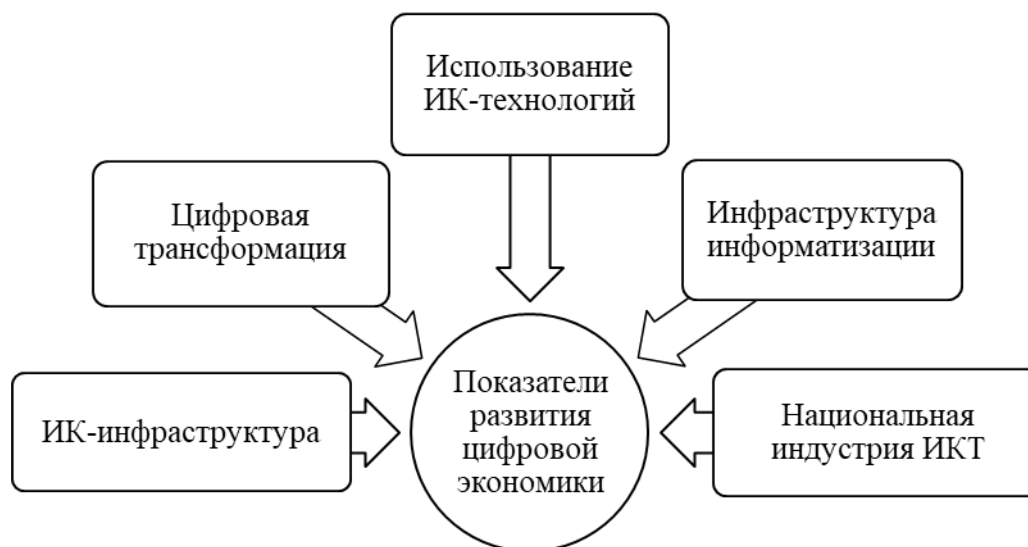 Использование
ИК-технологий
Цифровая
трансформация
Инфраструктура
информатизации
ИК-инфраструктура
Показатели
развития
цифровой
экономики
Национальная
индустрия ИКТ